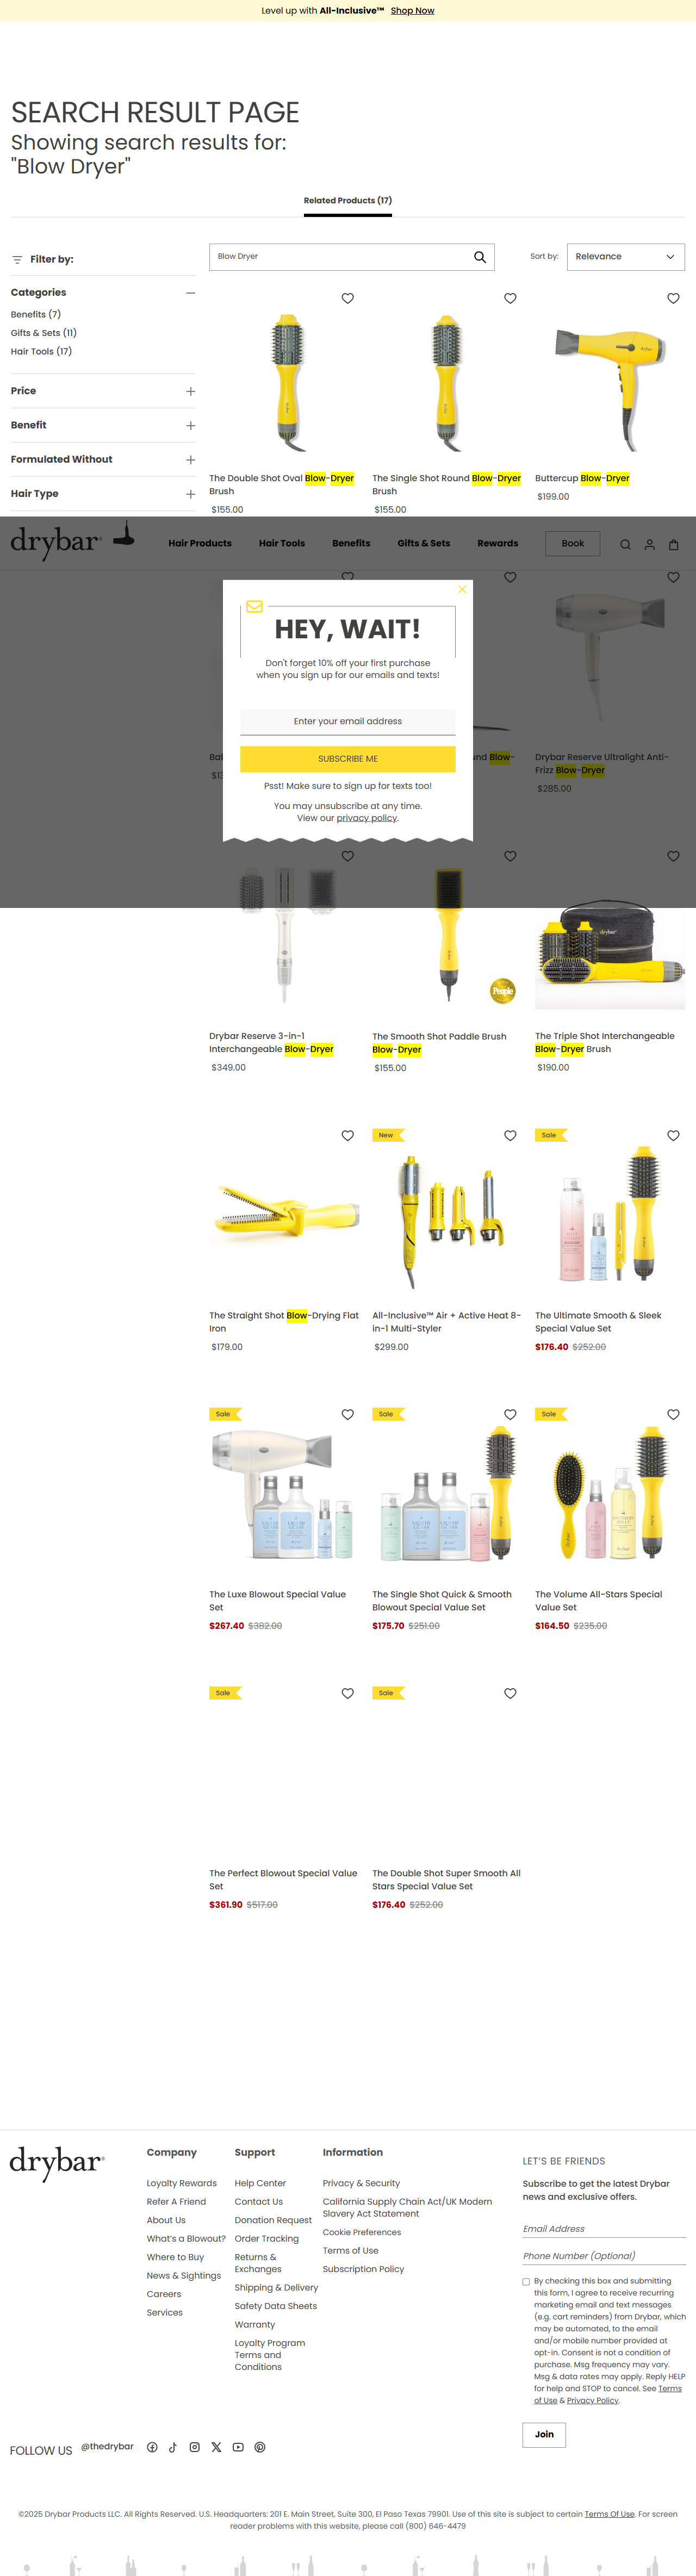 Level up with All-Inclusive™ Shop Now
SEARCH RESULT PAGE
Showing search results for:
"Blow Dryer"
Related Products (17)
Filter by:
Blow Dryer
Sort by:
Relevance
Categories
Benefits (7)
Gifts & Sets (11)
Hair Tools (17)
Price
Benefit
Formulated Without
Hair Type
The Double Shot Oval Blow-Dryer
Brush
$155.00
The Single Shot Round Blow-Dryer
Brush
$155.00
Buttercup Blow-Dryer
$199.00
drybar
Hair Products
Hair Tools
Benefits
Gifts & Sets
Rewards
Book
HEY, WAIT!
Don't forget 10% off your first purchase
when you sign up for our emails and texts!
Enter your email address
SUBSCRIBE ME
Psst! Make sure to sign up for texts too!
You may unsubscribe at any time.
View our privacy policy.
Blow-
Drybar Reserve Ultralight Anti-
Frizz Blow-Dryer
$285.00
People
drybar
Drybar Reserve 3-in-1
Interchangeable Blow-Dryer
$349.00
The Smooth Shot Paddle Brush
Blow-Dryer
$155.00
The Triple Shot Interchangeable
Blow-Dryer Brush
$190.00
New
Sale
The Straight Shot Blow-Drying Flat
Iron
$179.00
All-Inclusive™ Air + Active Heat 8-
in-1 Multi-Styler
$299.00
The Ultimate Smooth & Sleek
Special Value Set
$176.40 $252.00
Sale
Sale
Sale
LIQUID GLASS
LIQUID GLASS
The Luxe Blowout Special Value
Set
$267.40 $382.00
The Single Shot Quick & Smooth
Blowout Special Value Set
$175.70 $251.00
The Volume All-Stars Special
Value Set
$164.50 $235.00
Sale
Sale
The Perfect Blowout Special Value
Set
$361.90 $517.00
The Double Shot Super Smooth All
Stars Special Value Set
$176.40 $252.00
drybar
Company
Loyalty Rewards
Refer A Friend
About Us
What's a Blowout?
Where to Buy
News & Sightings
Careers
Services
Support
Help Center
Contact Us
Donation Request
Order Tracking
Returns &
Exchanges
Shipping & Delivery
Safety Data Sheets
Warranty
Loyalty Program
Terms and
Conditions
Information
Privacy & Security
California Supply Chain Act/UK Modern
Slavery Act Statement
Cookie Preferences
Terms of Use
Subscription Policy
LET'S BE FRIENDS
Subscribe to get the latest Drybar
news and exclusive offers.
Email Address
Phone Number (Optional)
By checking this box and submitting
this form, I agree to receive recurring
marketing email and text messages
(e.g. cart reminders) from Drybar, which
may be automated, to the email
and/or mobile number provided at
opt-in. Consent is not a condition of
purchase. Msg frequency may vary.
Msg & data rates may apply. Reply HELP
for help and STOP to cancel. See Terms
of Use & Privacy Policy.
Join
FOLLOW US @thedrybar
©2025 Drybar Products LLC. All Rights Reserved. U.S. Headquarters: 201 E. Main Street, Suite 300, El Paso Texas 79901. Use of this site is subject to certain Terms Of Use. For screen
reader problems with this website, please call (800) 646-4479